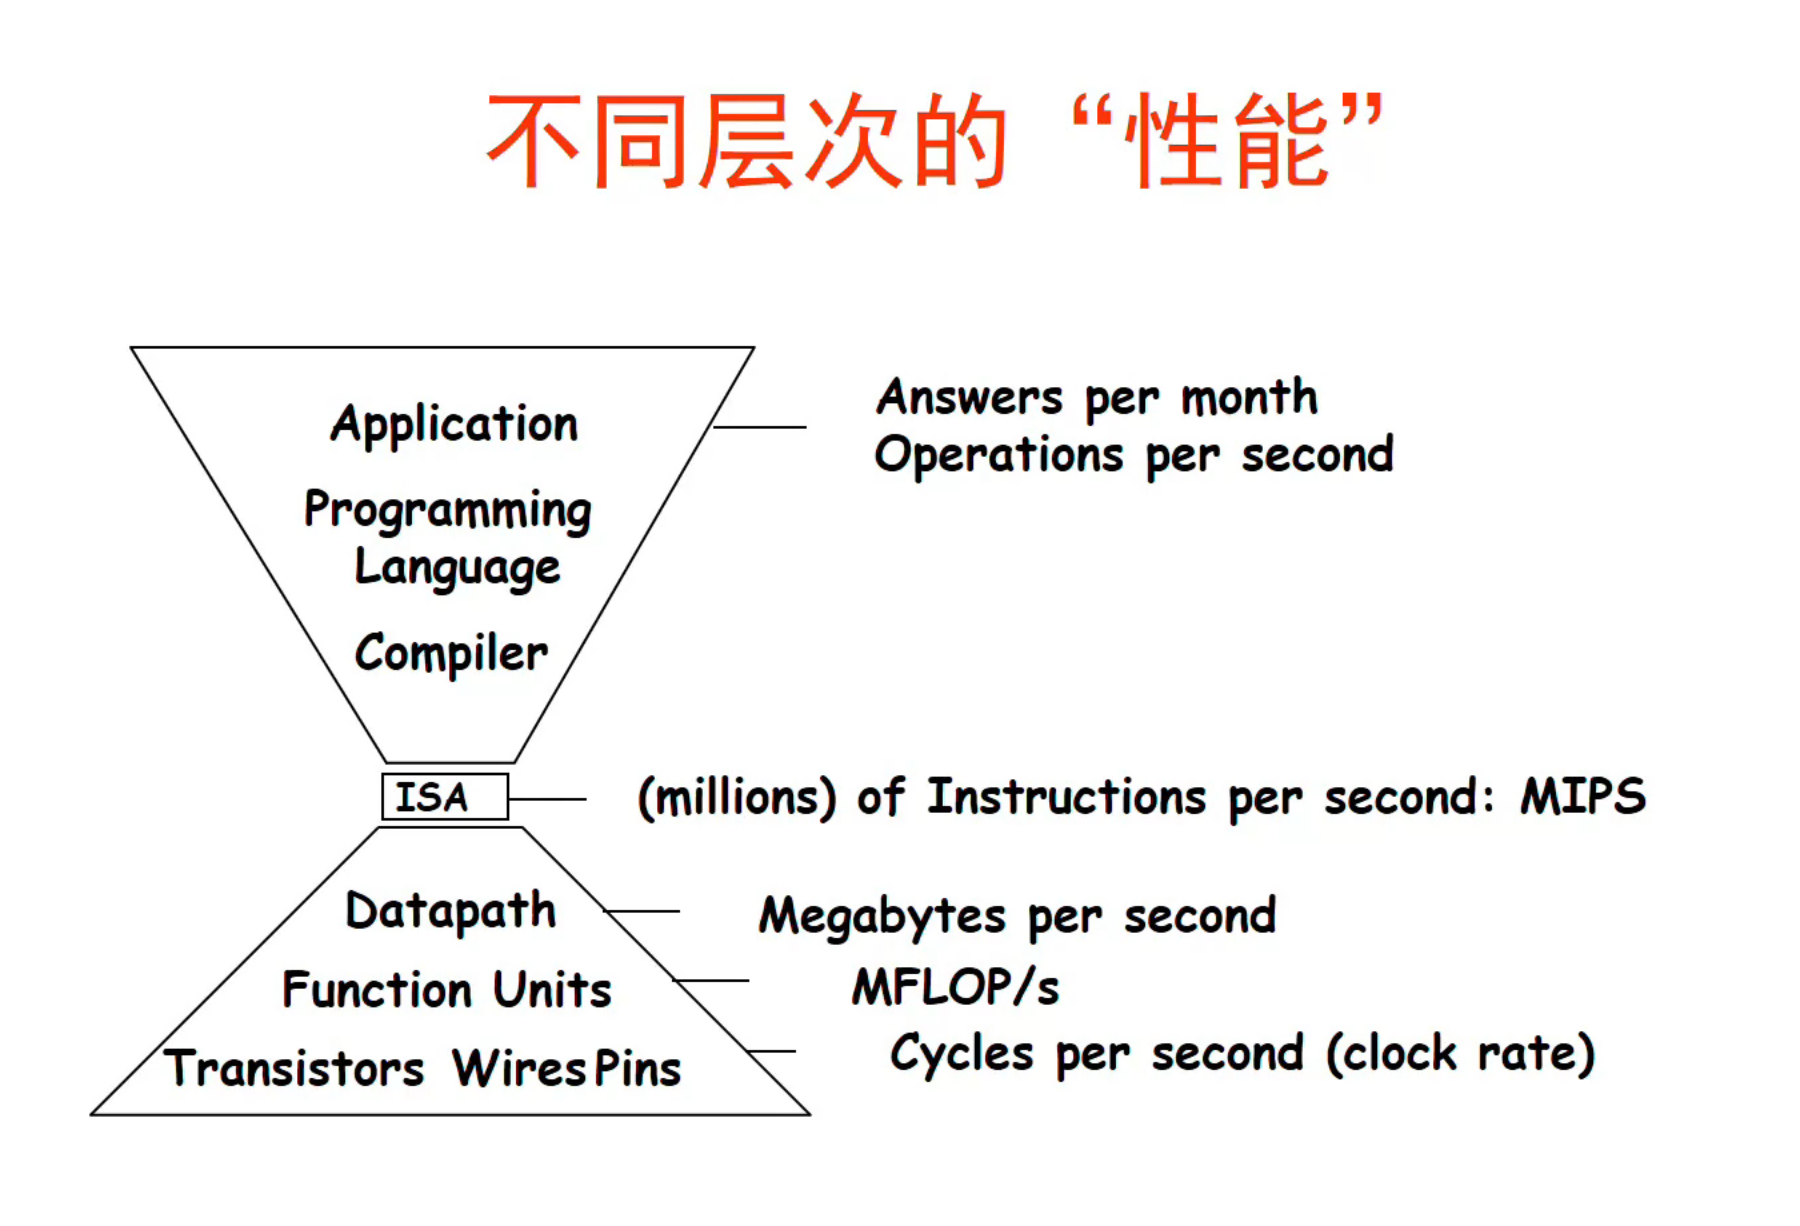 不同层次的“性能”
Application
Programming
Language
Compiler
Answers per month
Operations per second
ISA
(millions) of Instructions per second: MIPS
Datapath
Megabytes per second
Function Units
MFLOP/s
Transistors Wires Pins
Cycles per second (clock rate)